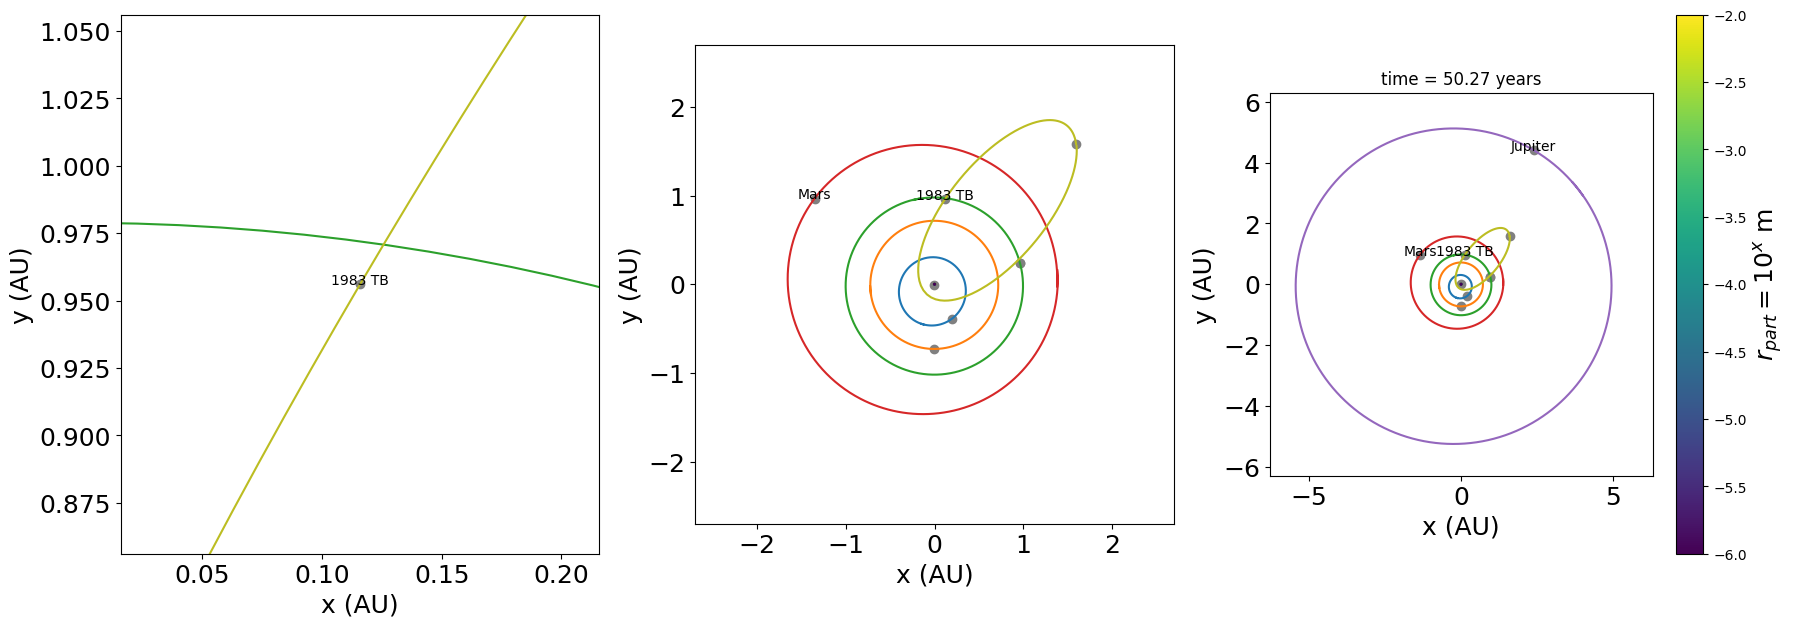 1.050
1.025
1.000
0.975
0.950
0.925
0.900
0.875
y (AU)
1983 TB
0.05 0.10 0.15 0.20
x (AU)
2
1
0
−1
−2
y (AU)
Mars
1983 TB
−2 −1 0 1 2
x (AU)
time = 50.27 years
6
4
2
0
−2
−4
−6
y (AU)
Jupiter
Mars
1983 TB
−5 0 5
x (AU)
−2.0
−2.5
−3.0
−3.5
−4.0
−4.5
−5.0
−5.5
−6.0
r_part = 10^x m